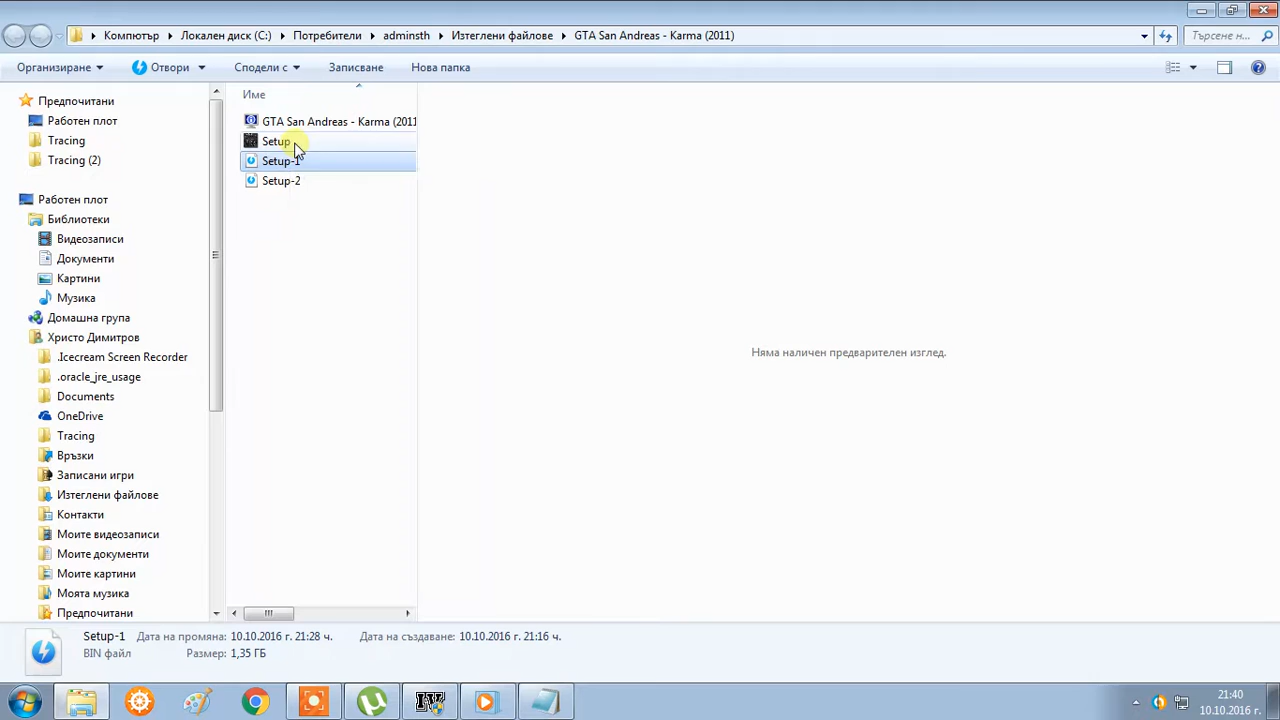 Компютър Локален диск (C:) Потребители adminsth Изтеглени файлове GTA San Andreas - Karma (2011) Търсене н...
Организиране Отвори Сподели с Записване Нова папка
Предпочитани
Работен плот
Tracing
Tracing (2)
Работен плот
Библиотеки
Видеозаписи
Документи
Картини
Музика
Домашна група
Христо Димитров
.Icecream Screen Recorder
.oracle_jre_usage
Documents
OneDrive
Tracing
Връзки
Записани игри
Изтеглени файлове
Контакти
Моите видеозаписи
Моите документи
Моите картини
Моята музика
Предпочитани
Име
GTA San Andreas - Karma (2011
Setup
Setup-1
Setup-2
Няма наличен предварителен изглед.
Setup-1 Дата на промяна: 10.10.2016 г. 21:28 ч. Дата на създаване: 10.10.2016 г. 21:16 ч.
BIN файл Размер: 1,35 ГБ
IV
21:40
10.10.2016 г.